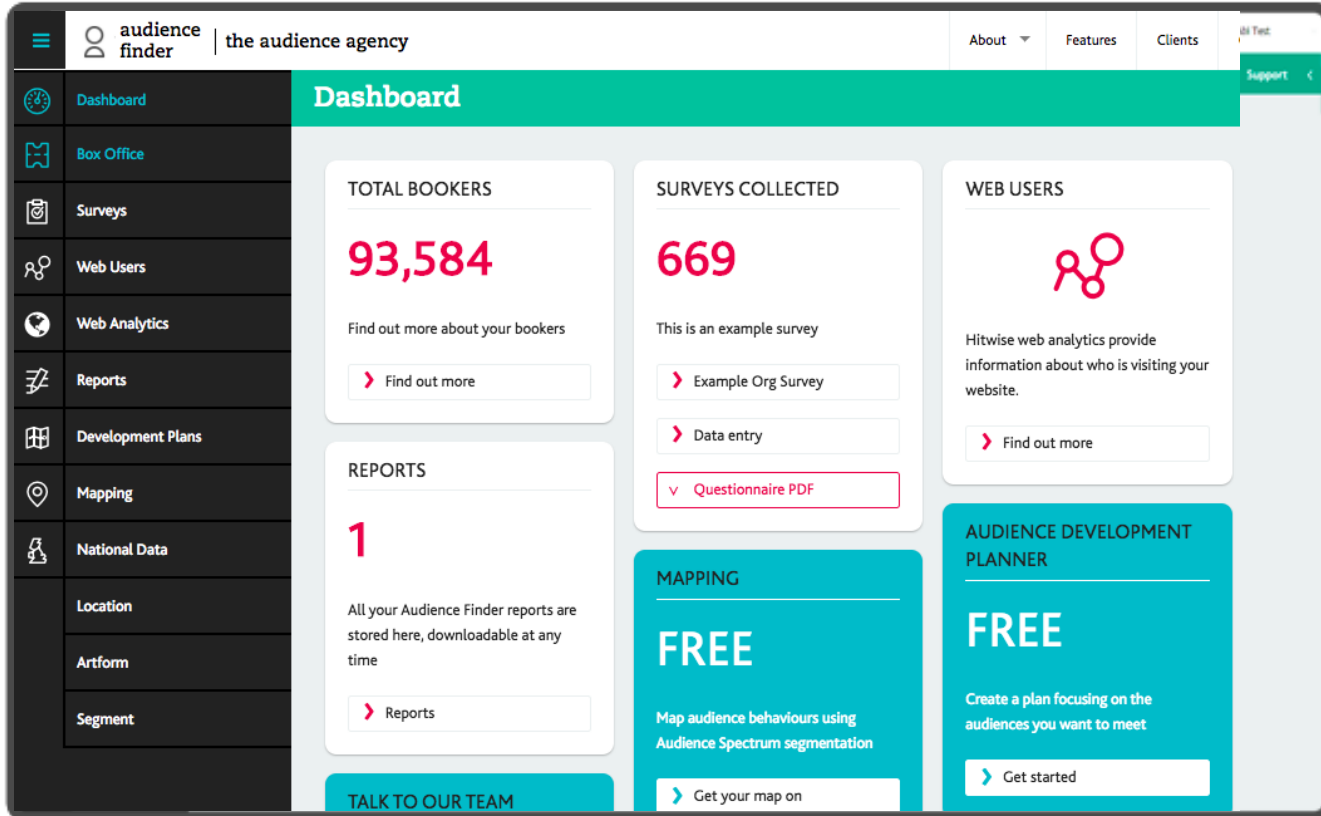 audience
finder
the audience agency
About
Features
Clients
Test
Support
Dashboard
Box Office
Surveys
Web Users
Web Analytics
Reports
Development Plans
Mapping
National Data
Location
Artform
Segment
Dashboard
TOTAL BOOKERS
93,584
Find out more about your bookers
Find out more
REPORTS
1
All your Audience Finder reports are
stored here, downloadable at any
time
Reports
TALK TO OUR TEAM
SURVEYS COLLECTED
669
This is an example survey
Example Org Survey
Data entry
Questionnaire PDF
MAPPING
FREE
Map audience behaviours using
Audience Spectrum segmentation
Get your map on
WEB USERS
Hitwise web analytics provide
information about who is visiting your
website.
Find out more
AUDIENCE DEVELOPMENT
PLANNER
FREE
Create a plan focusing on the
audiences you want to meet
Get started